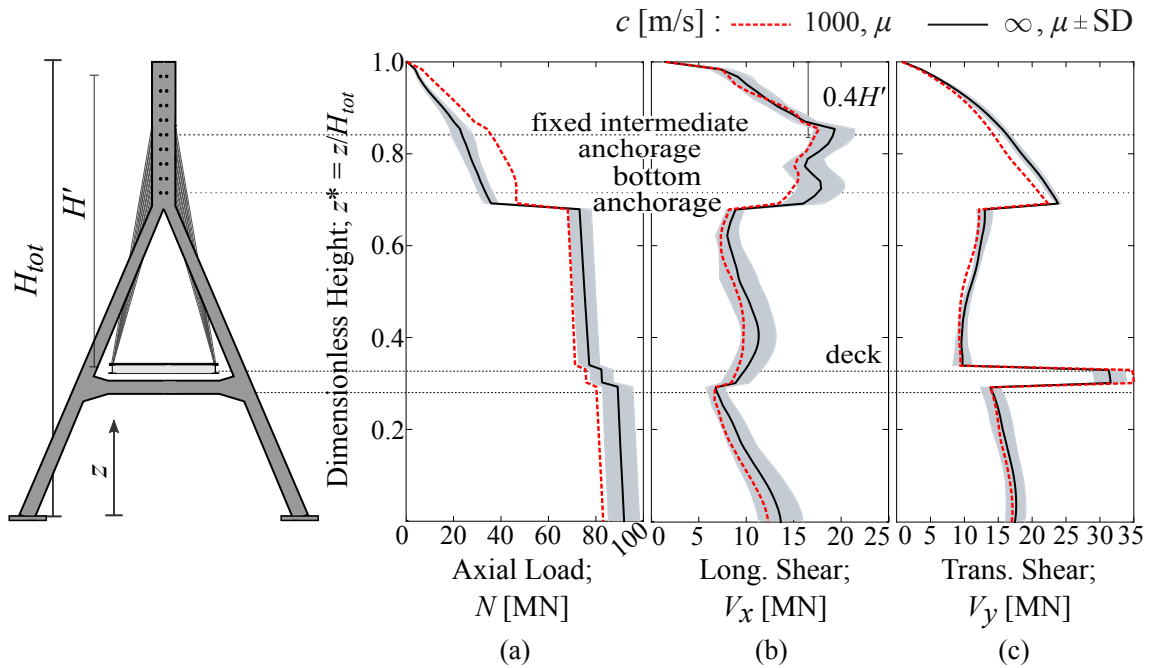 c [m/s] : 1000, μ ∞, μ ± SD
H_tot
H'
z
Dimensionless Height; z* = z/H_tot
1.0
0.8
0.6
0.4
0.2
0.4H'
fixed intermediate
anchorage
bottom
anchorage
deck
0 20 40 60 80 100
0 5 10 15 20 25
0 5 10 15 20 25 30 35
Axial Load;
N [MN]
(a)
Long. Shear;
V_x [MN]
(b)
Trans. Shear;
V_y [MN]
(c)